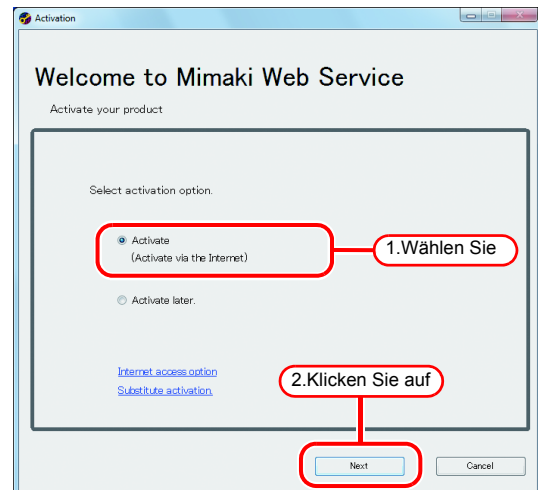 Activation
Welcome to Mimaki Web Service
Activate your product
Select activation option.
Activate
(Activate via the Internet)
1.Wählen Sie
Activate later.
Internet access option
Substitute activation.
2.Klicken Sie auf
Next
Cancel